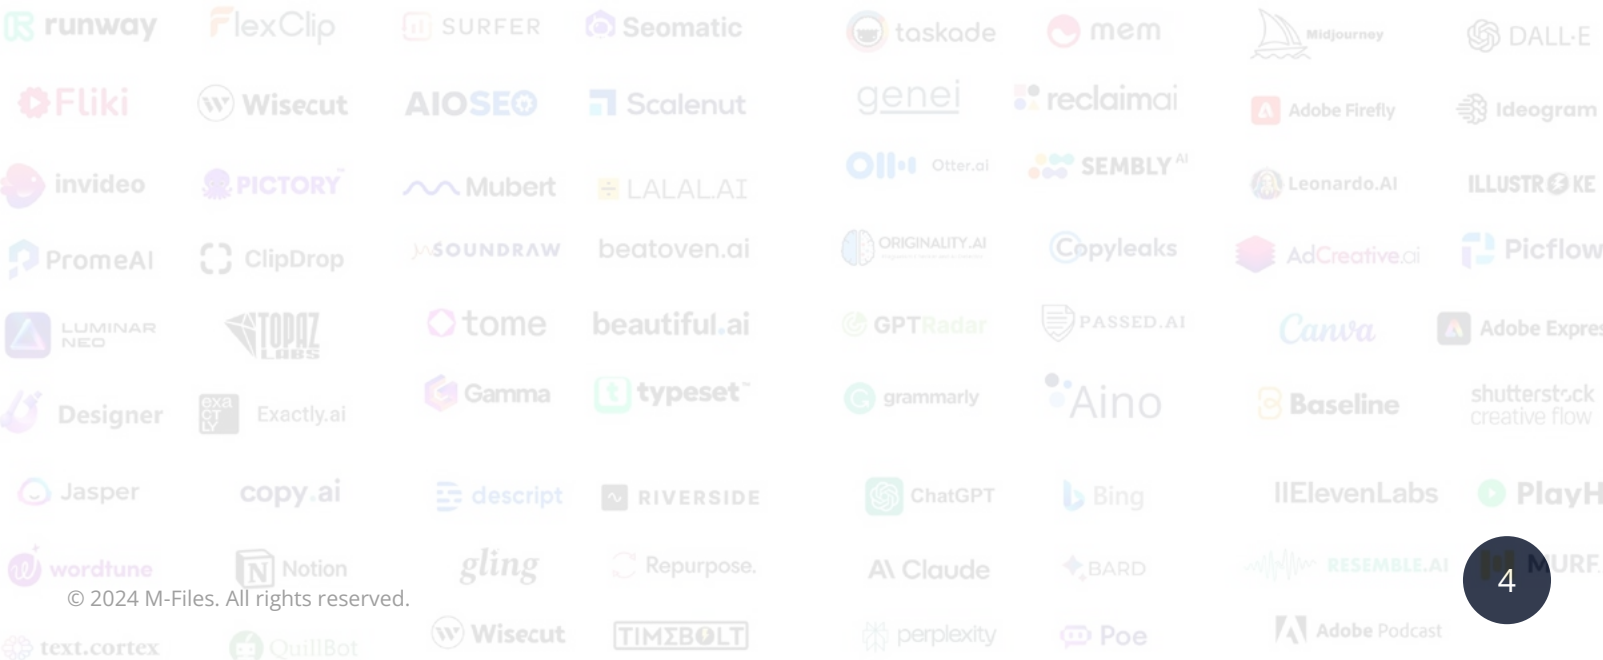 runway FlexClip SURFER Seomatic taskade mem Midjourney DALL·E
Fliki Wisecut AIOSEO Scalenut genei reclaimai Adobe Firefly Ideogram
invideo PICTORY Mubert LALAL.AI Otter.ai SEMBLY AI Leonardo.AI ILLUSTROKE
PromeAI ClipDrop SOUNDRAW beatoven.ai ORIGINALITY.AI Copyleaks AdCreative.ai Picflow
LUMINAR NEO TOPAZ LABS tome beautiful.ai GPTRadar PASSED.AI Canva Adobe Expres
Designer exactly Exactly.ai Gamma typeset™ grammarly Aino Baseline shutterstock
creative flow
Jasper copy.ai descript RIVERSIDE ChatGPT Bing IIElevenLabs PlayH
wordtune Notion gling Repurpose. A\ Claude BARD RESEMBLE.AI MURF.
© 2024 M-Files. All rights reserved. 4
text.cortex QuillBot Wisecut TIMEBOLT perplexity Poe Adobe Podcast